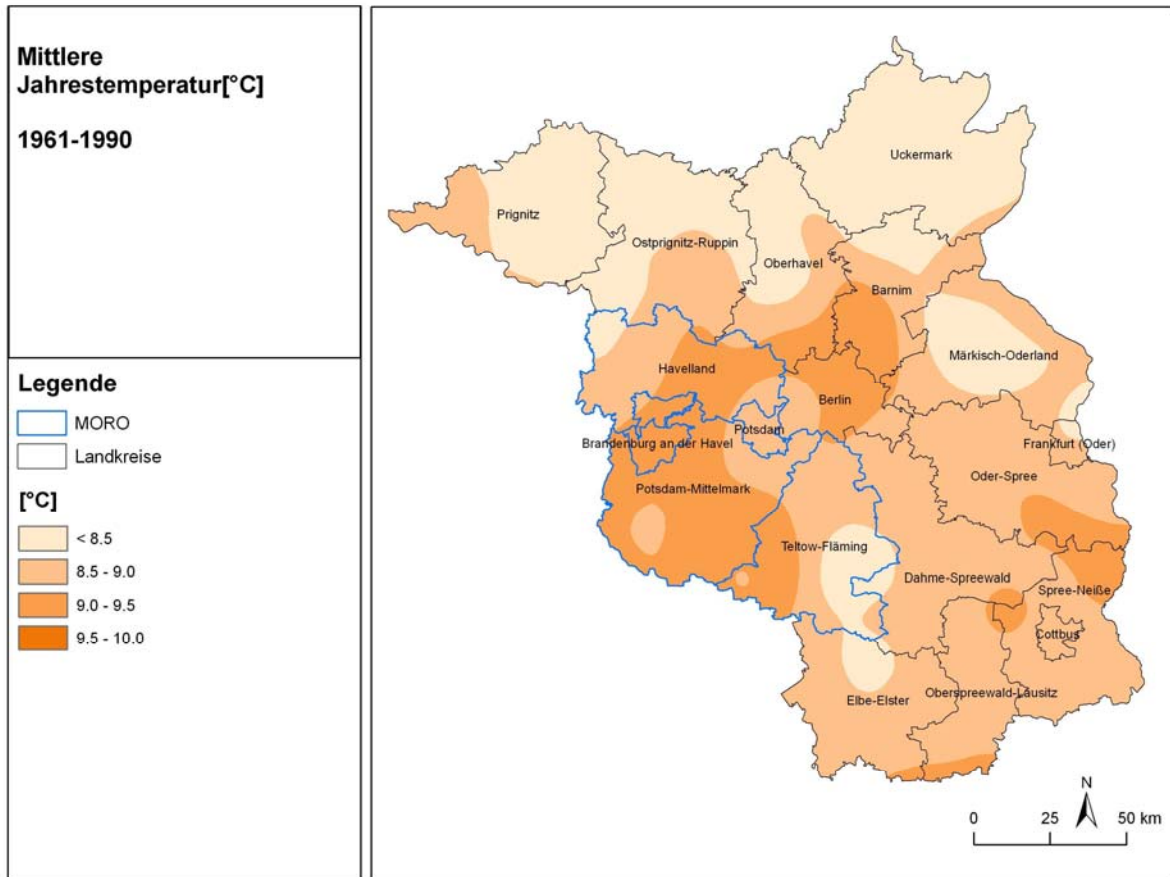 Mittlere
Jahrestemperatur[°C]
1961-1990
Legende
MORO
Landkreise
[°C]
< 8.5
8.5 - 9.0
9.0 - 9.5
9.5 - 10.0
Uckermark
Prignitz
Ostprignitz-Ruppin
Oberhavel
Barnim
Märkisch-Oderland
Havelland
Berlin
Potsdam
Brandenburg an der Havel
Frankfurt (Oder)
Oder-Spree
Potsdam-Mittelmark
Teltow-Fläming
Dahme-Spreewald
Spree-Neiße
Cottbus
Oberspreewald-Lausitz
Elbe-Elster
N
0 25 50 km